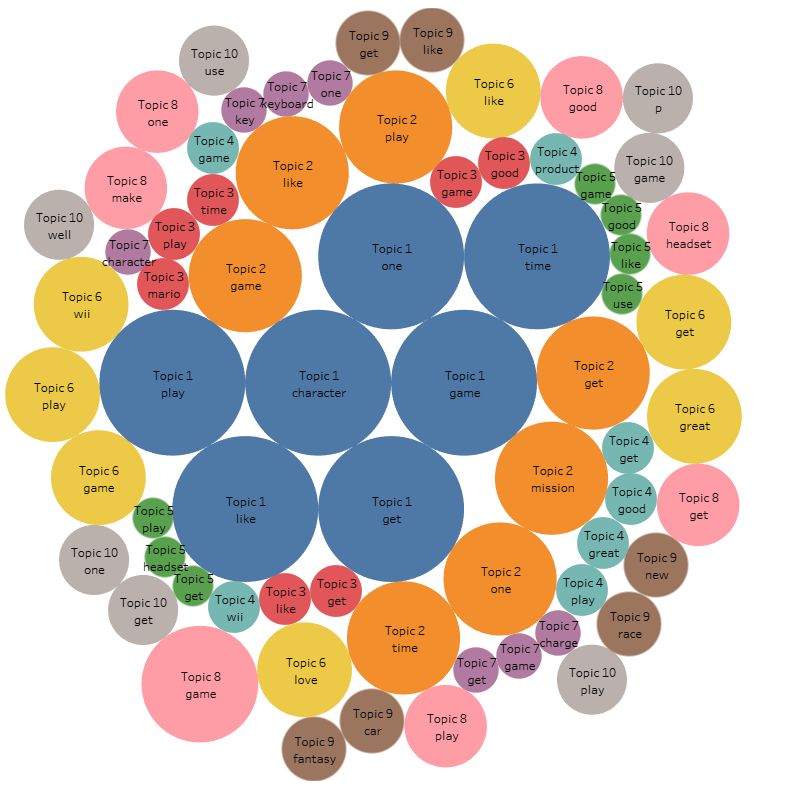 Topic 9
get
Topic 9
like
Topic 10
use
Topic 7
one
Topic 6
like
Topic 8
good
Topic 10
p
Topic 7
keyboard
Topic 8
one
Topic 7
key
Topic 2
play
Topic 4
game
Topic 3
good
Topic 4
product
Topic 10
game
Topic 2
like
Topic 3
game
Topic 5
game
Topic 8
make
Topic 3
time
Topic 5
good
Topic 10
well
Topic 3
play
Topic 8
headset
Topic 7
character
Topic 1
one
Topic 1
time
Topic 5
like
Topic 2
game
Topic 3
mario
Topic 5
use
Topic 6
wii
Topic 6
get
Topic 2
get
Topic 1
play
Topic 1
character
Topic 1
game
Topic 6
play
Topic 6
great
Topic 4
get
Topic 6
game
Topic 2
mission
Topic 4
good
Topic 8
get
Topic 5
play
Topic 1
like
Topic 1
get
Topic 4
great
Topic 10
one
Topic 5
headset
Topic 9
new
Topic 2
one
Topic 5
get
Topic 3
like
Topic 3
get
Topic 4
play
Topic 10
get
Topic 4
wii
Topic 9
race
Topic 2
time
Topic 7
charge
Topic 6
love
Topic 7
game
Topic 8
game
Topic 7
get
Topic 10
play
Topic 9
car
Topic 8
play
Topic 9
fantasy